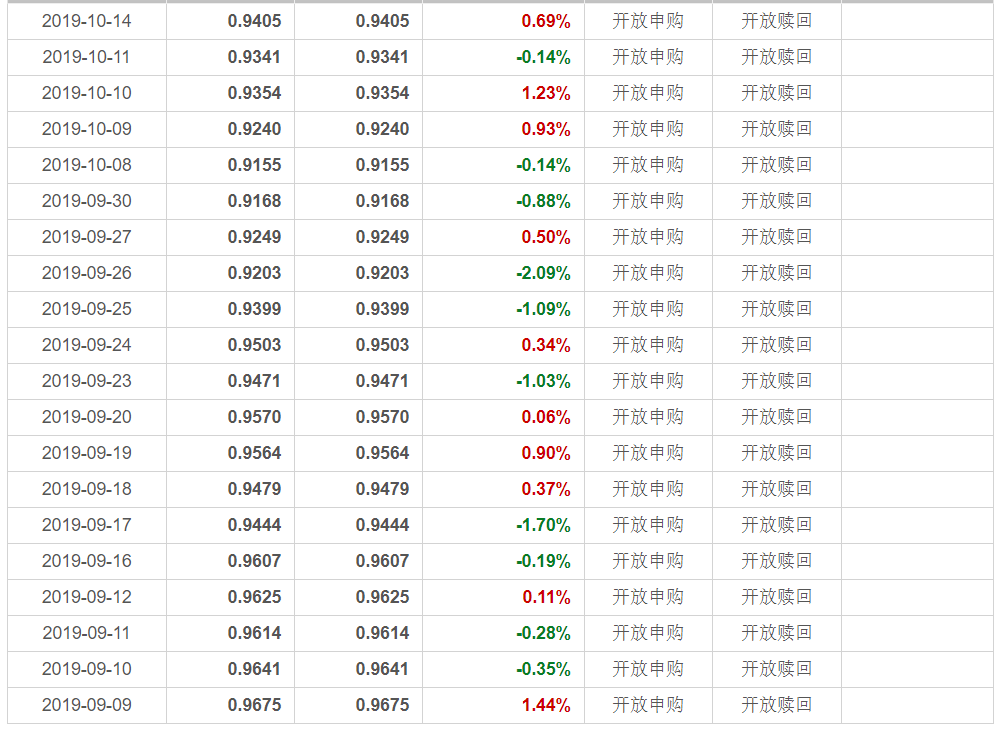 2019-10-14 0.9405 0.9405 0.69% 开放申购 开放赎回
2019-10-11 0.9341 0.9341 -0.14% 开放申购 开放赎回
2019-10-10 0.9354 0.9354 1.23% 开放申购 开放赎回
2019-10-09 0.9240 0.9240 0.93% 开放申购 开放赎回
2019-10-08 0.9155 0.9155 -0.14% 开放申购 开放赎回
2019-09-30 0.9168 0.9168 -0.88% 开放申购 开放赎回
2019-09-27 0.9249 0.9249 0.50% 开放申购 开放赎回
2019-09-26 0.9203 0.9203 -2.09% 开放申购 开放赎回
2019-09-25 0.9399 0.9399 -1.09% 开放申购 开放赎回
2019-09-24 0.9503 0.9503 0.34% 开放申购 开放赎回
2019-09-23 0.9471 0.9471 -1.03% 开放申购 开放赎回
2019-09-20 0.9570 0.9570 0.06% 开放申购 开放赎回
2019-09-19 0.9564 0.9564 0.90% 开放申购 开放赎回
2019-09-18 0.9479 0.9479 0.37% 开放申购 开放赎回
2019-09-17 0.9444 0.9444 -1.70% 开放申购 开放赎回
2019-09-16 0.9607 0.9607 -0.19% 开放申购 开放赎回
2019-09-12 0.9625 0.9625 0.11% 开放申购 开放赎回
2019-09-11 0.9614 0.9614 -0.28% 开放申购 开放赎回
2019-09-10 0.9641 0.9641 -0.35% 开放申购 开放赎回
2019-09-09 0.9675 0.9675 1.44% 开放申购 开放赎回